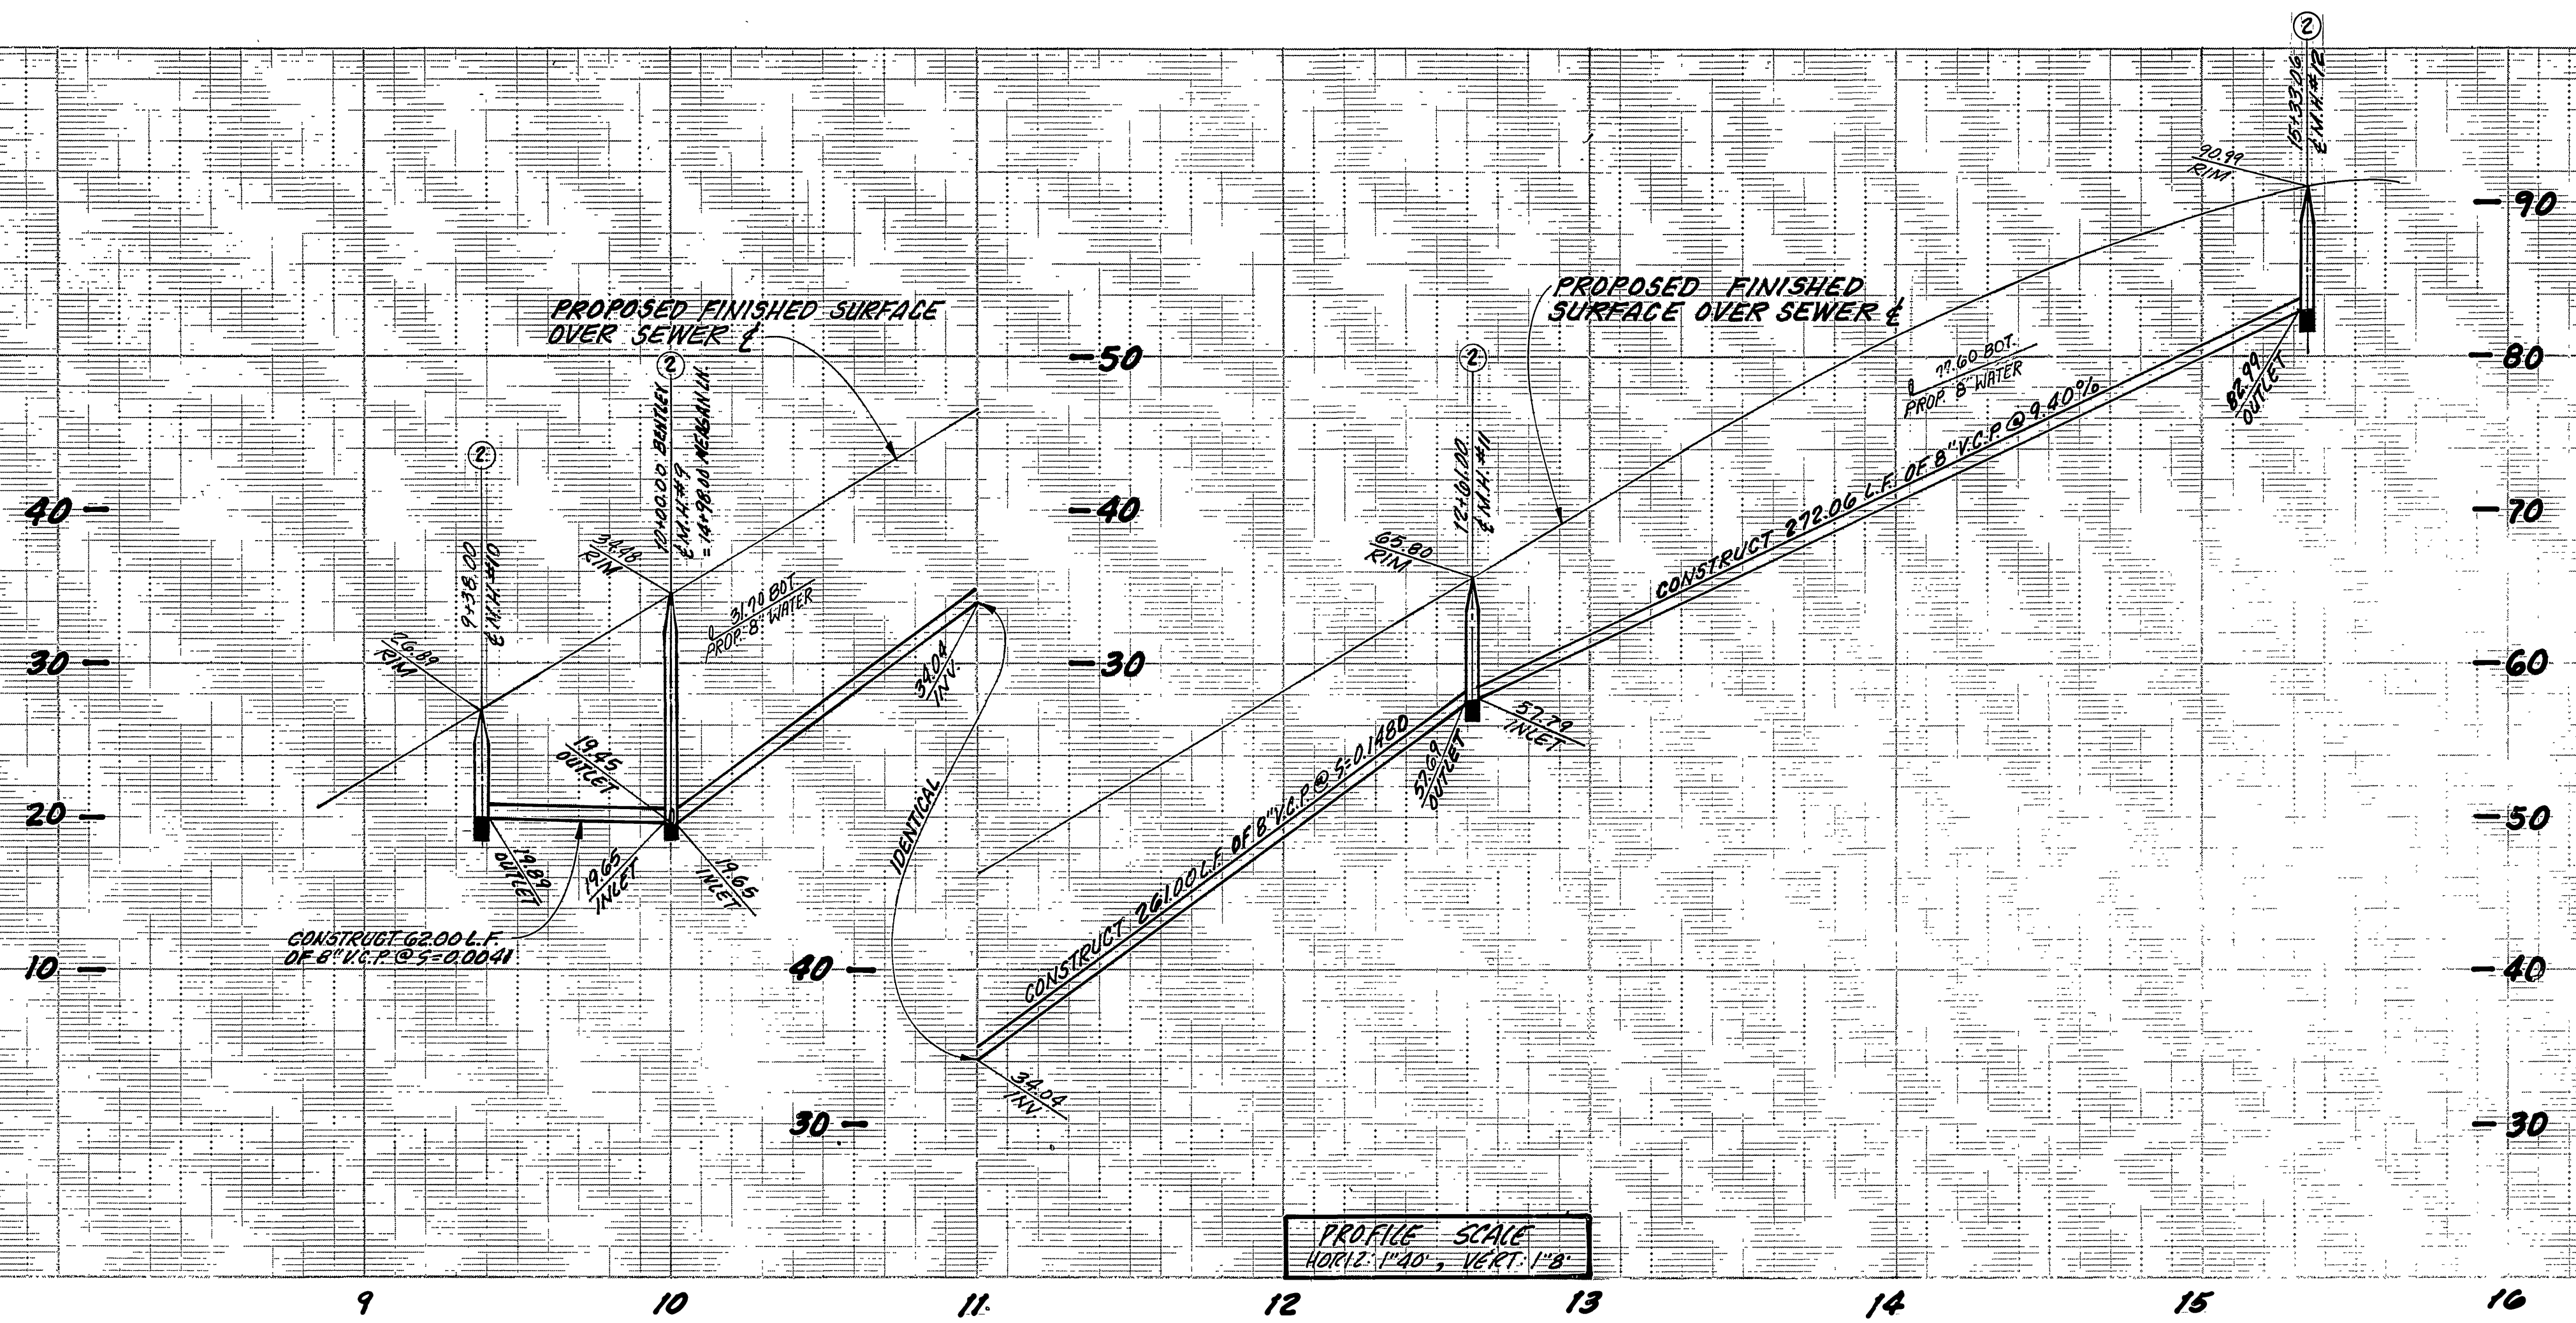 2
15+33.06
℄ M.H.#12
90.99
RIM
90
PROPOSED FINISHED SURFACE
OVER SEWER ℄
PROPOSED FINISHED
SURFACE OVER SEWER ℄
50
80
2
2
10+00.00 BENTLEY
℄ M.H.#9
= 14+98.00 MEAGAN LN.
77.60 BOT.
PROP. 8" WATER
82.99
OUTLET
2
40
40
70
12+61.00
℄ M.H.#11
65.80
RIM
CONSTRUCT 272.06 L.F. OF 8" V.C.P. @ 9.40%
9+38.00
℄ M.H.#10
34.48
RIM
31.70 BOT.
PROP. 8" WATER
26.89
RIM
30
30
60
34.04
INV.
57.79
INLET
57.69
OUTLET
19.45
OUTLET
20
50
19.89
OUTLET
19.65
INLET
19.65
INLET
IDENTICAL
CONSTRUCT 261.00 L.F. OF 8" V.C.P. @ S=0.1480
CONSTRUCT 62.00 L.F.
OF 8" V.C.P. @ S=0.0041
10
40
40
34.04
INV.
30
30
PROFILE SCALE
HORIZ: 1"40', VERT: 1"8'
9 10 11. 12 13 14 15 16